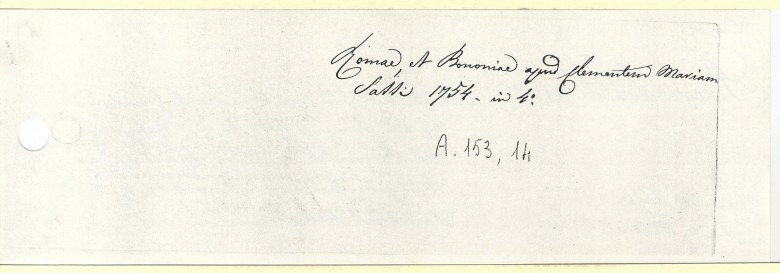 Romae, et Bononiae apud Clementem Mariam
Sassi 1754. in 4.º
A. 153, 14